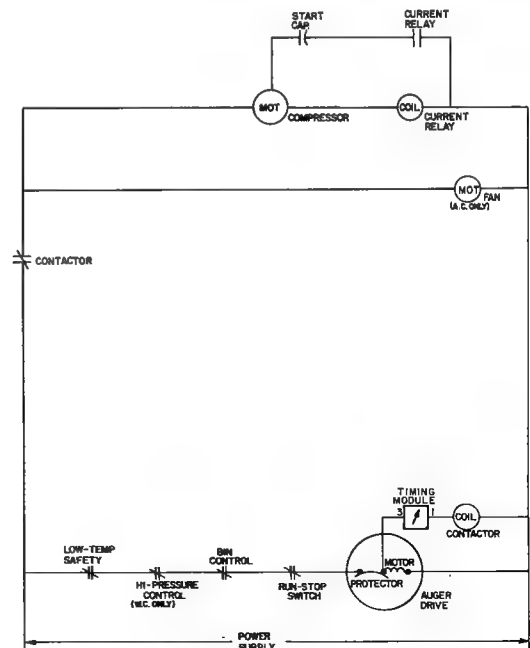 START
CAP.
CURRENT
RELAY
MOT
COMPRESSOR
COIL
CURRENT
RELAY
MOT
FAN
(A.C. ONLY)
CONTACTOR
TIMING
MODULE
3
1
COIL
CONTACTOR
LOW-TEMP
SAFETY
HI-PRESSURE
CONTROL
(W.C. ONLY)
BIN
CONTROL
RUN-STOP
SWITCH
MOTOR
PROTECTOR
AUGER
DRIVE
POWER
SUPPLY